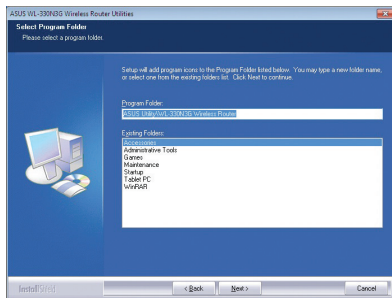 ASUS WL-330N3G Wireless Router Utilities
Select Program Folder
Please select a program folder.
Setup will add program icons to the Program Folder listed below. You may type a new folder name, or select one from the existing folders list. Click Next to continue.
Program Folder:
ASUS Utility\WL-330N3G Wireless Router
Existing Folders:
Accessories
Administrative Tools
Games
Maintenance
Startup
Tablet PC
WinRAR
InstallShield
< Back
Next >
Cancel